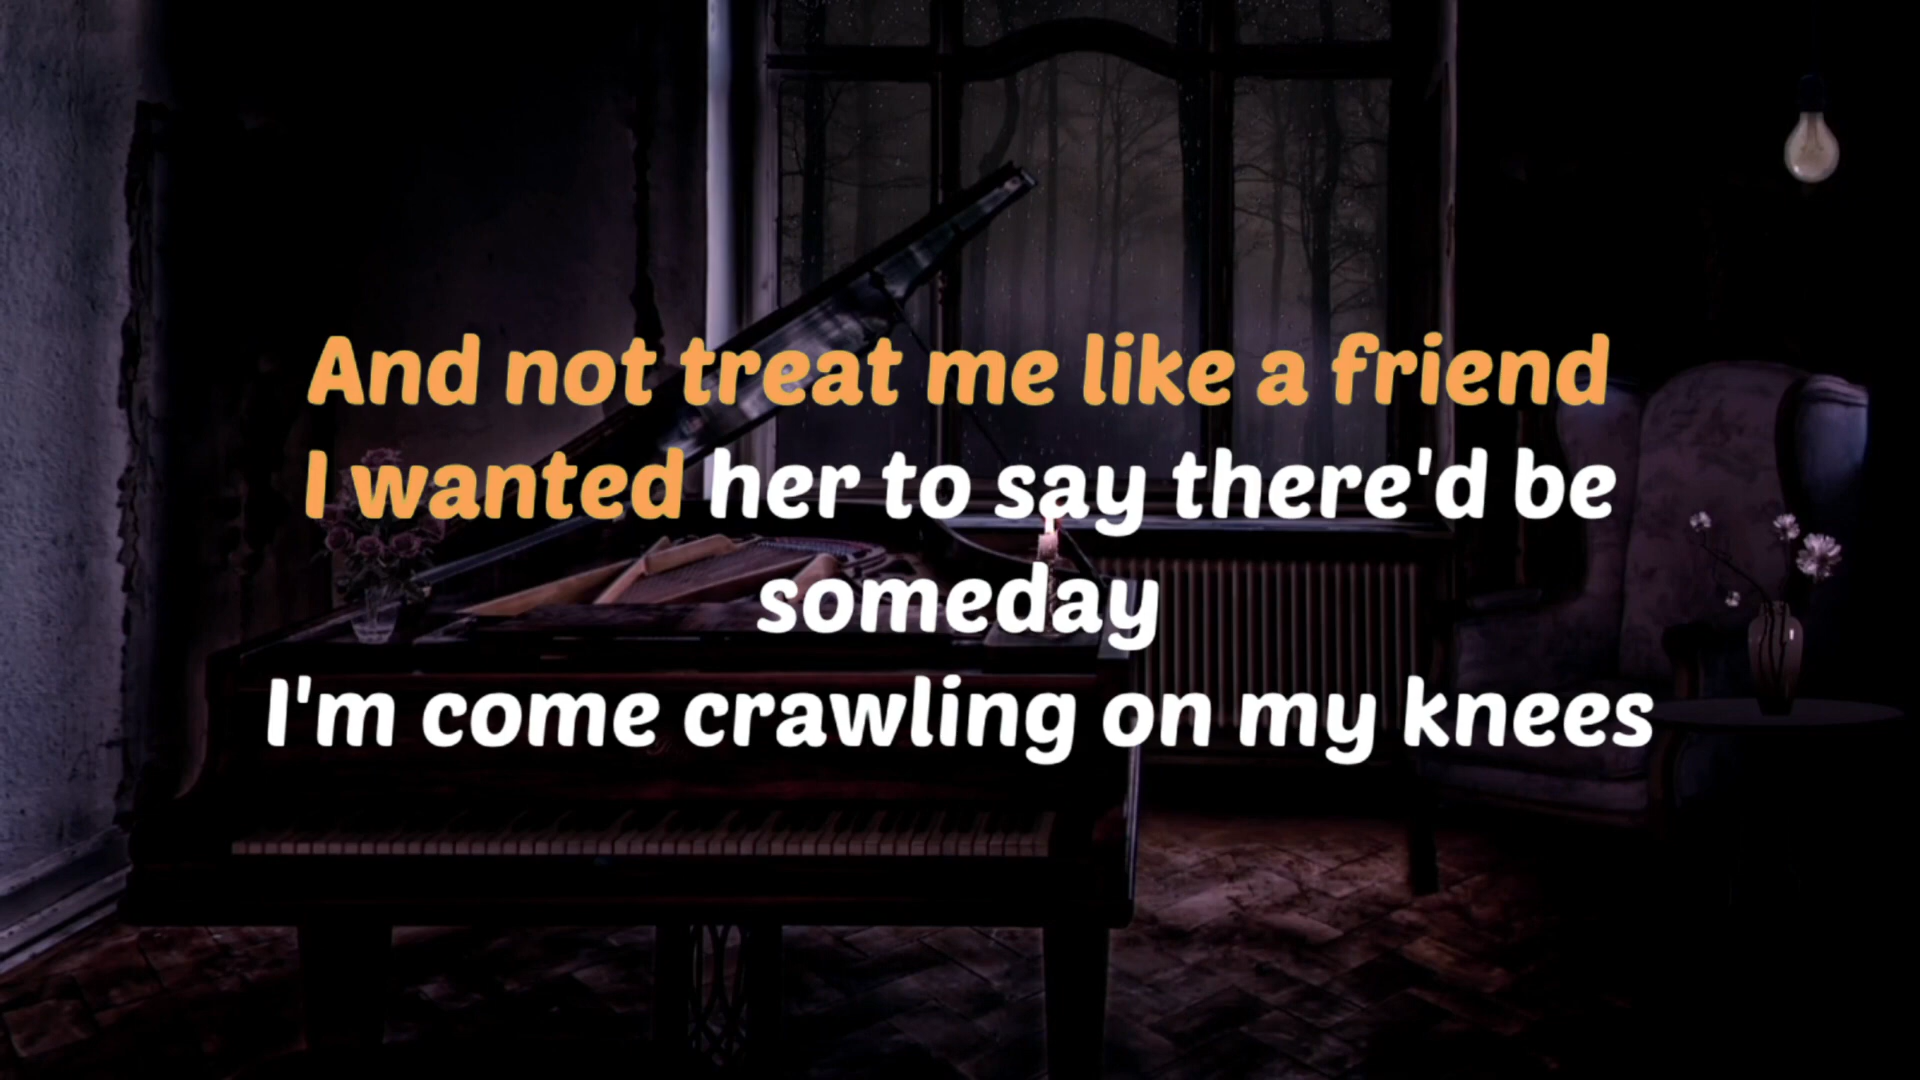 And not treat me like a friend
I wanted her to say there'd be
someday
I'm come crawling on my knees